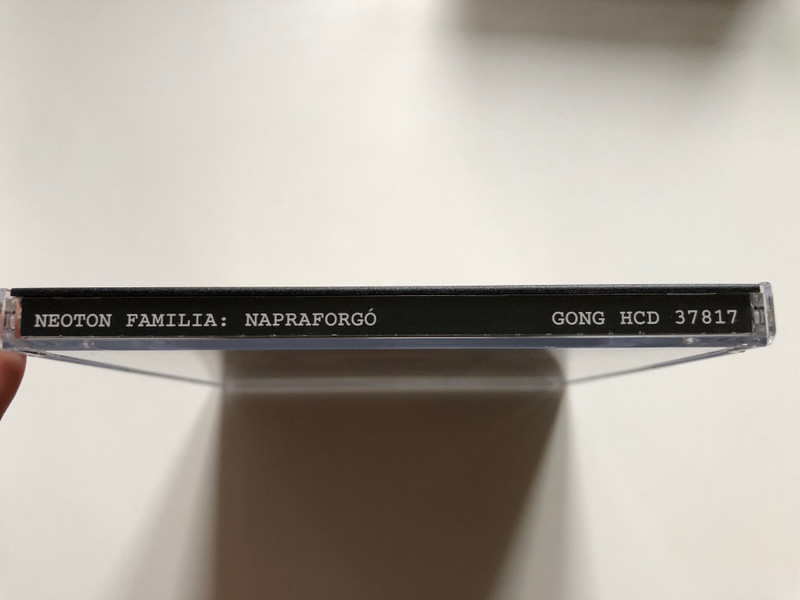 NEOTON FAMILIA: NAPRAFORGÓ GONG HCD 37817